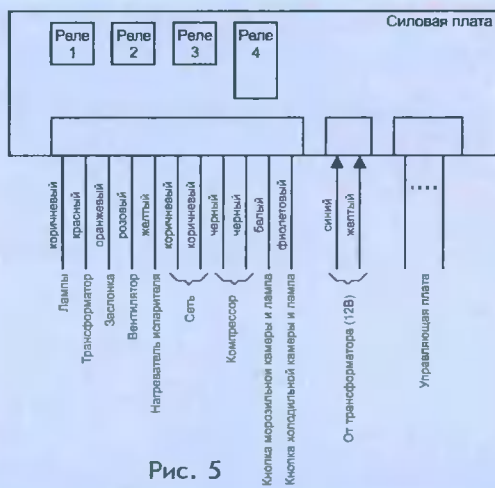 Силовая плата
Реле
1
Реле
2
Реле
3
Реле
4
коричневый
красный
оранжевый
розовый
желтый
коричневый
коричневый
черный
черный
белый
фиолетовый
синий
желтый
....
Лампы
Трансформатор
Заслонка
Вентилятор
Нагреватель испарителя
Сеть
Компрессор
Кнопка морозильной камеры и лампа
Кнопка холодильной камеры и лампа
От трансформатора (12В)
Управляющая плата
Рис. 5